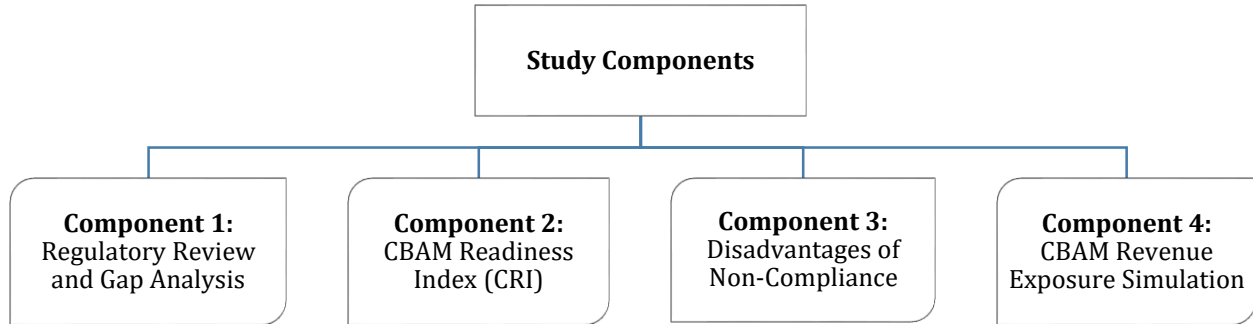 Study Components
Component 1:
Regulatory Review
and Gap Analysis
Component 2:
CBAM Readiness
Index (CRI)
Component 3:
Disadvantages of
Non-Compliance
Component 4:
CBAM Revenue
Exposure Simulation